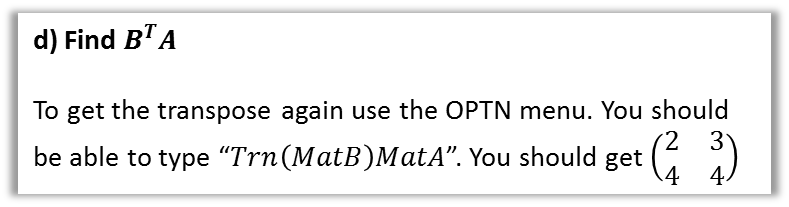 d) Find BᵀA
To get the transpose again use the OPTN menu. You should
be able to type “Trn(MatB)MatA”. You should get (2 3
4 4)